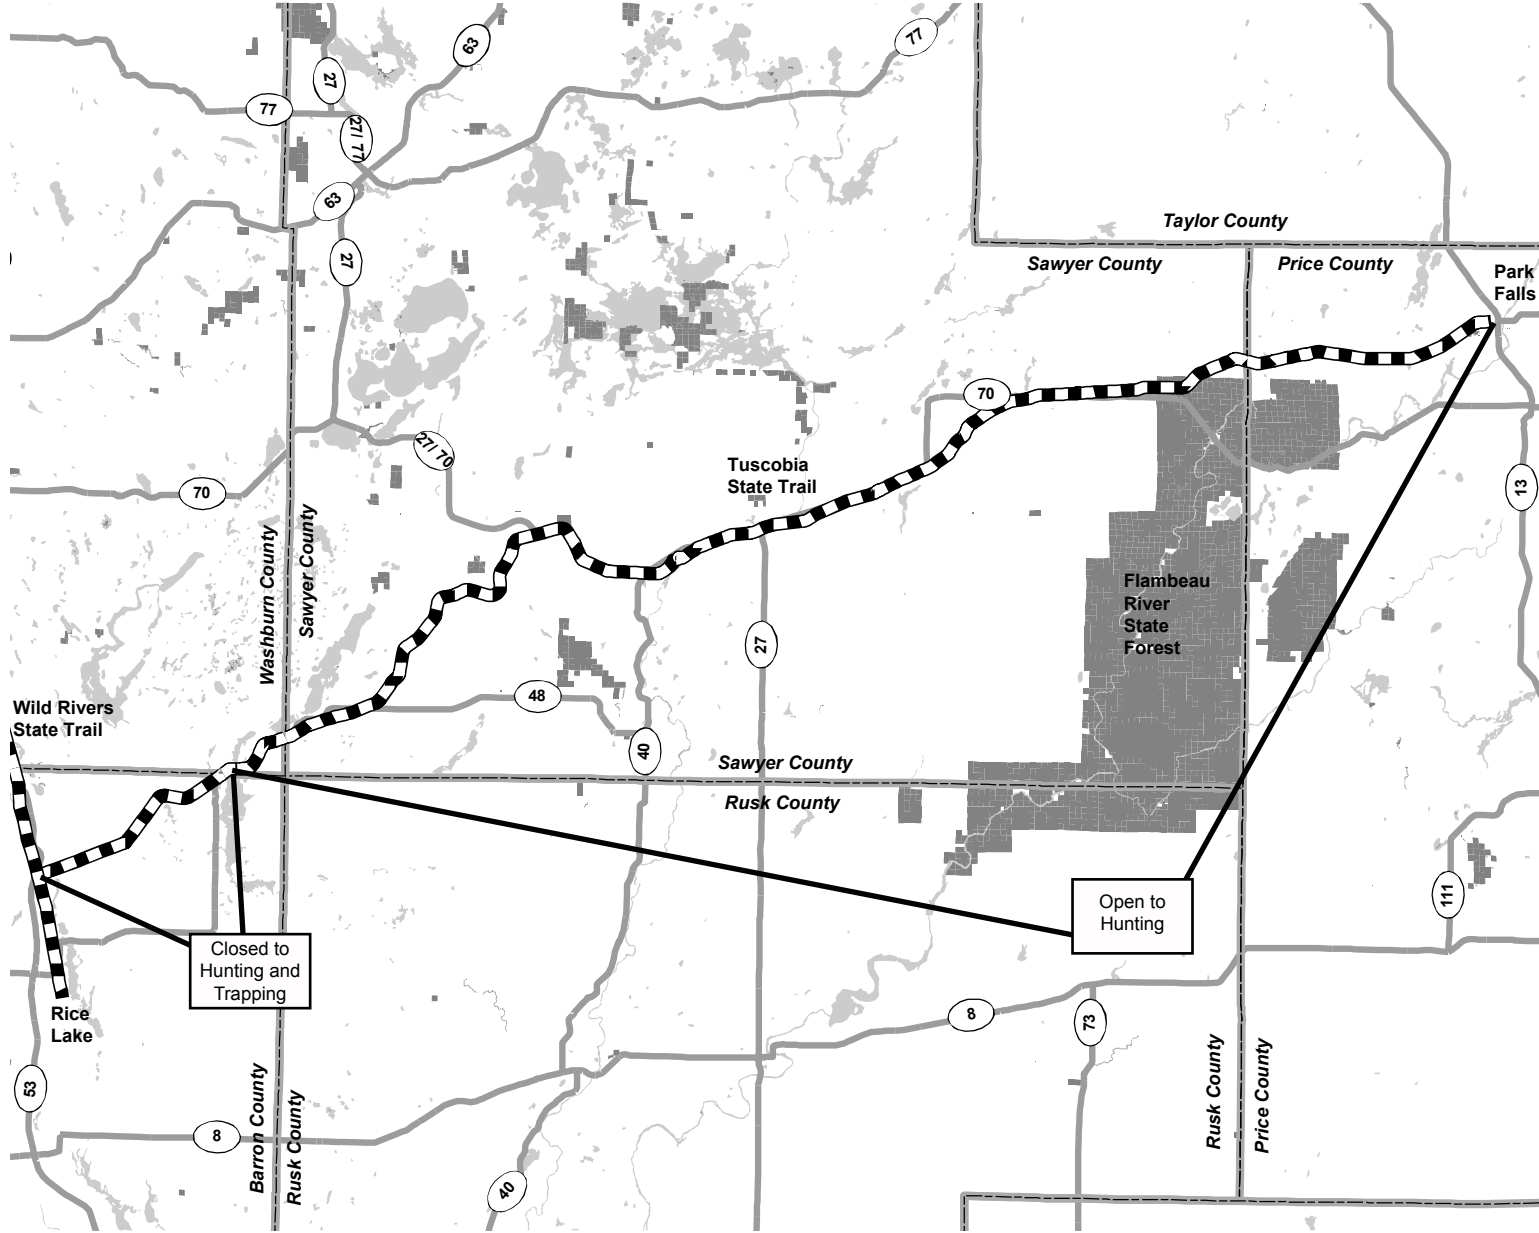 63
77
27
77
27/ 77
63
Taylor County
27
Sawyer County
Price County
Park
Falls
70
27/ 70
Tuscobia
State Trail
70
13
Washburn County
Sawyer County
Flambeau
River
State
Forest
27
48
Wild Rivers
State Trail
40
Sawyer County
Rusk County
Open to
Hunting
111
Closed to
Hunting and
Trapping
Rice
Lake
8
73
53
Rusk County
Price County
8
Barron County
Rusk County
40